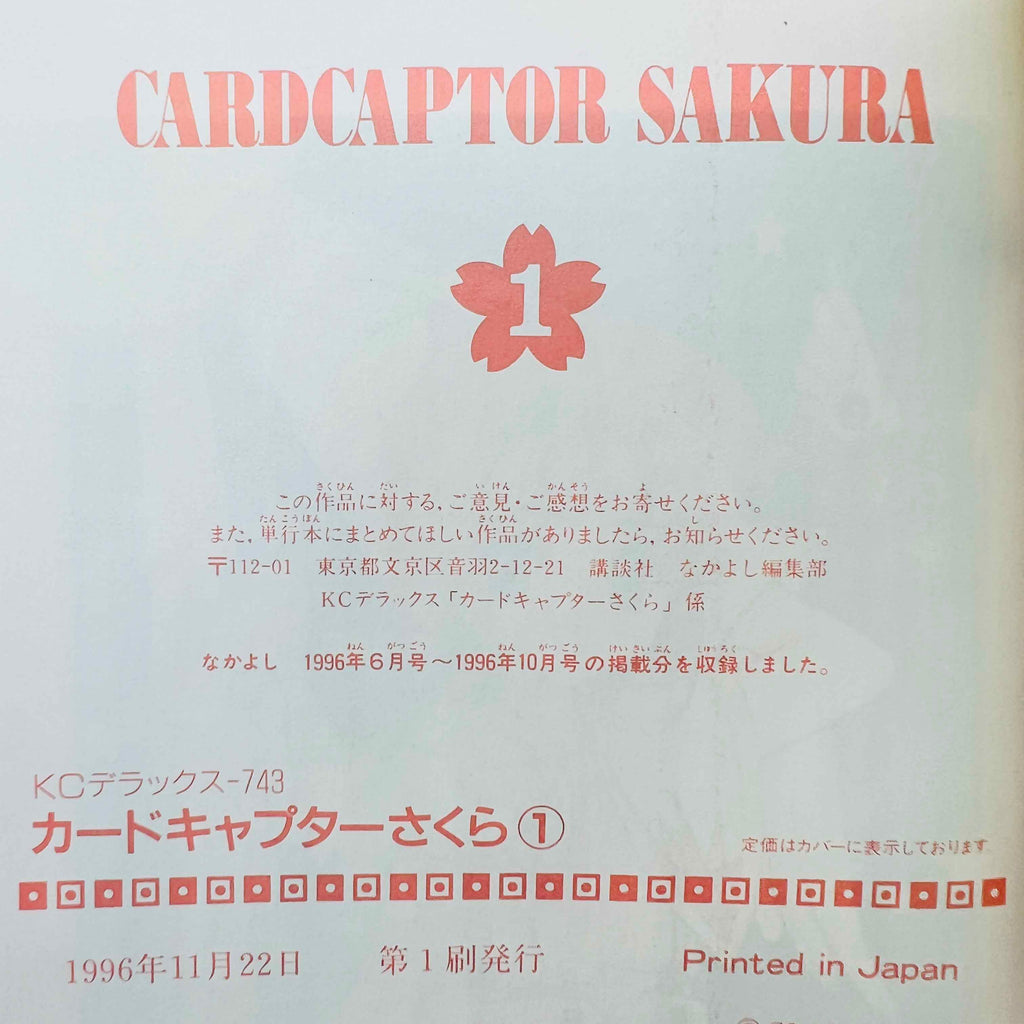 CARDCAPTOR SAKURA
1
この作品に対する,ご意見・ご感想をお寄せください。
また,単行本にまとめてほしい作品がありましたら,お知らせください。
〒112-01 東京都文京区音羽2-12-21 講談社 なかよし編集部
KCデラックス「カードキャプターさくら」係
なかよし 1996年6月号〜1996年10月号の掲載分を収録しました。
KCデラックス-743
カードキャプターさくら①
定価はカバーに表示しております
1996年11月22日 第1刷発行 Printed in Japan